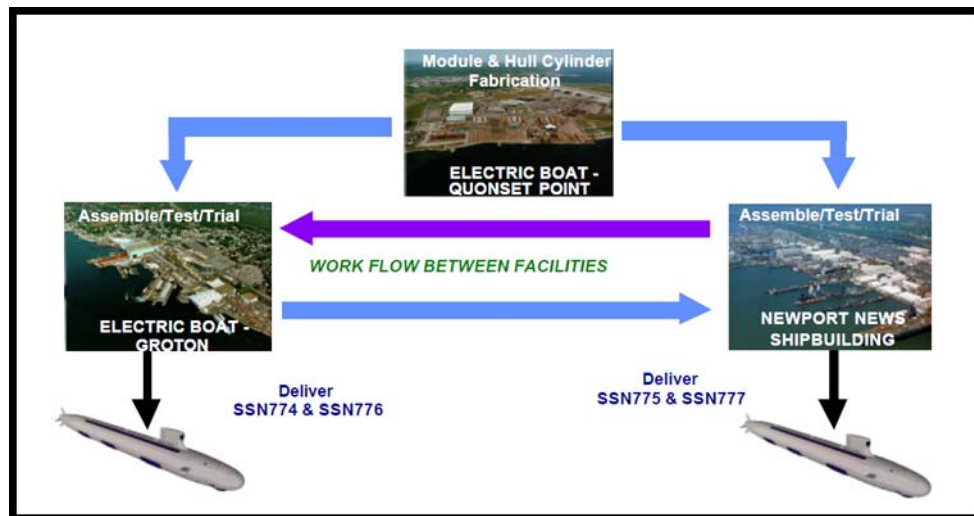 Module & Hull Cylinder
Fabrication
ELECTRIC BOAT -
QUONSET POINT
Assemble/Test/Trial
ELECTRIC BOAT -
GROTON
WORK FLOW BETWEEN FACILITIES
Assemble/Test/Trial
NEWPORT NEWS
SHIPBUILDING
Deliver
SSN774 & SSN776
Deliver
SSN775 & SSN777